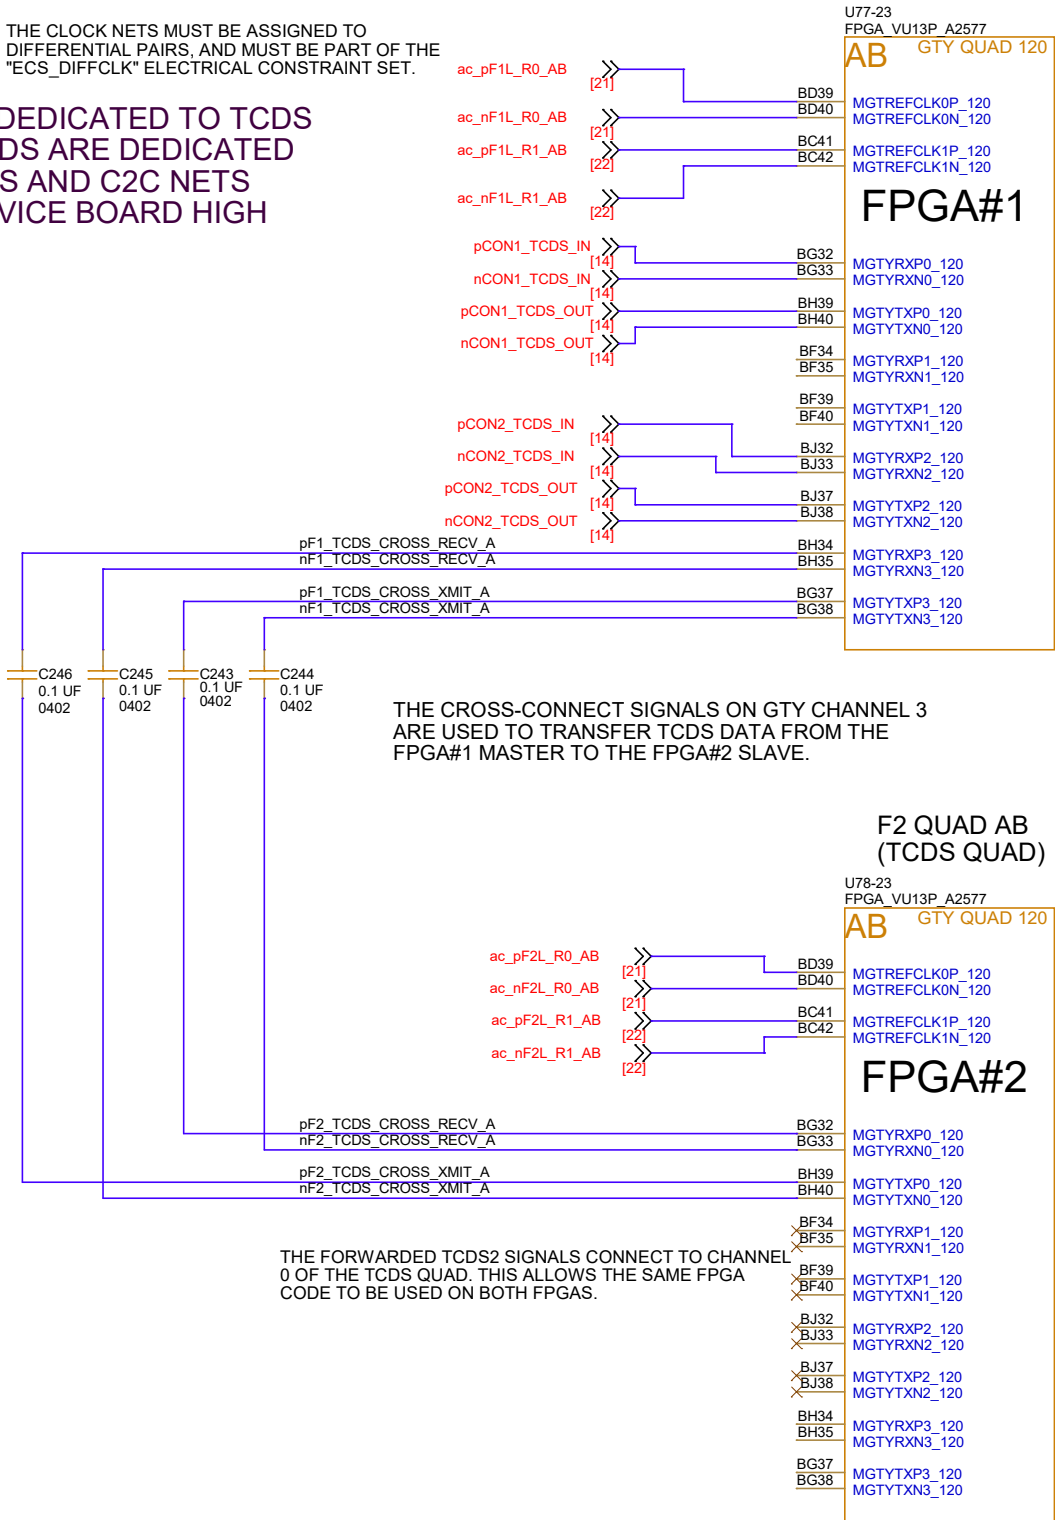 THE CLOCK NETS MUST BE ASSIGNED TO
DIFFERENTIAL PAIRS, AND MUST BE PART OF THE
"ECS_DIFFCLK" ELECTRICAL CONSTRAINT SET.
DEDICATED TO TCDS
DS ARE DEDICATED
S AND C2C NETS
VICE BOARD HIGH
U77-23
FPGA_VU13P_A2577
AB
GTY QUAD 120
ac_pF1L_R0_AB
[21]
BD39
MGTREFCLK0P_120
ac_nF1L_R0_AB
[21]
BD40
MGTREFCLK0N_120
ac_pF1L_R1_AB
[22]
BC41
MGTREFCLK1P_120
ac_nF1L_R1_AB
[22]
BC42
MGTREFCLK1N_120
FPGA#1
pCON1_TCDS_IN
[14]
BG32
MGTYRXP0_120
nCON1_TCDS_IN
[14]
BG33
MGTYRXN0_120
pCON1_TCDS_OUT
[14]
BH39
MGTYTXP0_120
nCON1_TCDS_OUT
[14]
BH40
MGTYTXN0_120
BF34
MGTYRXP1_120
BF35
MGTYRXN1_120
BF39
MGTYTXP1_120
BF40
MGTYTXN1_120
pCON2_TCDS_IN
[14]
BJ32
MGTYRXP2_120
nCON2_TCDS_IN
[14]
BJ33
MGTYRXN2_120
pCON2_TCDS_OUT
[14]
BJ37
MGTYTXP2_120
nCON2_TCDS_OUT
[14]
BJ38
MGTYTXN2_120
pF1_TCDS_CROSS_RECV_A
BH34
MGTYRXP3_120
nF1_TCDS_CROSS_RECV_A
BH35
MGTYRXN3_120
pF1_TCDS_CROSS_XMIT_A
BG37
MGTYTXP3_120
nF1_TCDS_CROSS_XMIT_A
BG38
MGTYTXN3_120
C246
0.1 UF
0402
C245
0.1 UF
0402
C243
0.1 UF
0402
C244
0.1 UF
0402
THE CROSS-CONNECT SIGNALS ON GTY CHANNEL 3
ARE USED TO TRANSFER TCDS DATA FROM THE
FPGA#1 MASTER TO THE FPGA#2 SLAVE.
F2 QUAD AB
(TCDS QUAD)
U78-23
FPGA_VU13P_A2577
AB
GTY QUAD 120
ac_pF2L_R0_AB
[21]
BD39
MGTREFCLK0P_120
ac_nF2L_R0_AB
[21]
BD40
MGTREFCLK0N_120
ac_pF2L_R1_AB
[22]
BC41
MGTREFCLK1P_120
ac_nF2L_R1_AB
[22]
BC42
MGTREFCLK1N_120
FPGA#2
pF2_TCDS_CROSS_RECV_A
BG32
MGTYRXP0_120
nF2_TCDS_CROSS_RECV_A
BG33
MGTYRXN0_120
pF2_TCDS_CROSS_XMIT_A
BH39
MGTYTXP0_120
nF2_TCDS_CROSS_XMIT_A
BH40
MGTYTXN0_120
THE FORWARDED TCDS2 SIGNALS CONNECT TO CHANNEL
0 OF THE TCDS QUAD. THIS ALLOWS THE SAME FPGA
CODE TO BE USED ON BOTH FPGAS.
BF34
MGTYRXP1_120
BF35
MGTYRXN1_120
BF39
MGTYTXP1_120
BF40
MGTYTXN1_120
BJ32
MGTYRXP2_120
BJ33
MGTYRXN2_120
BJ37
MGTYTXP2_120
BJ38
MGTYTXN2_120
BH34
MGTYRXP3_120
BH35
MGTYRXN3_120
BG37
MGTYTXP3_120
BG38
MGTYTXN3_120